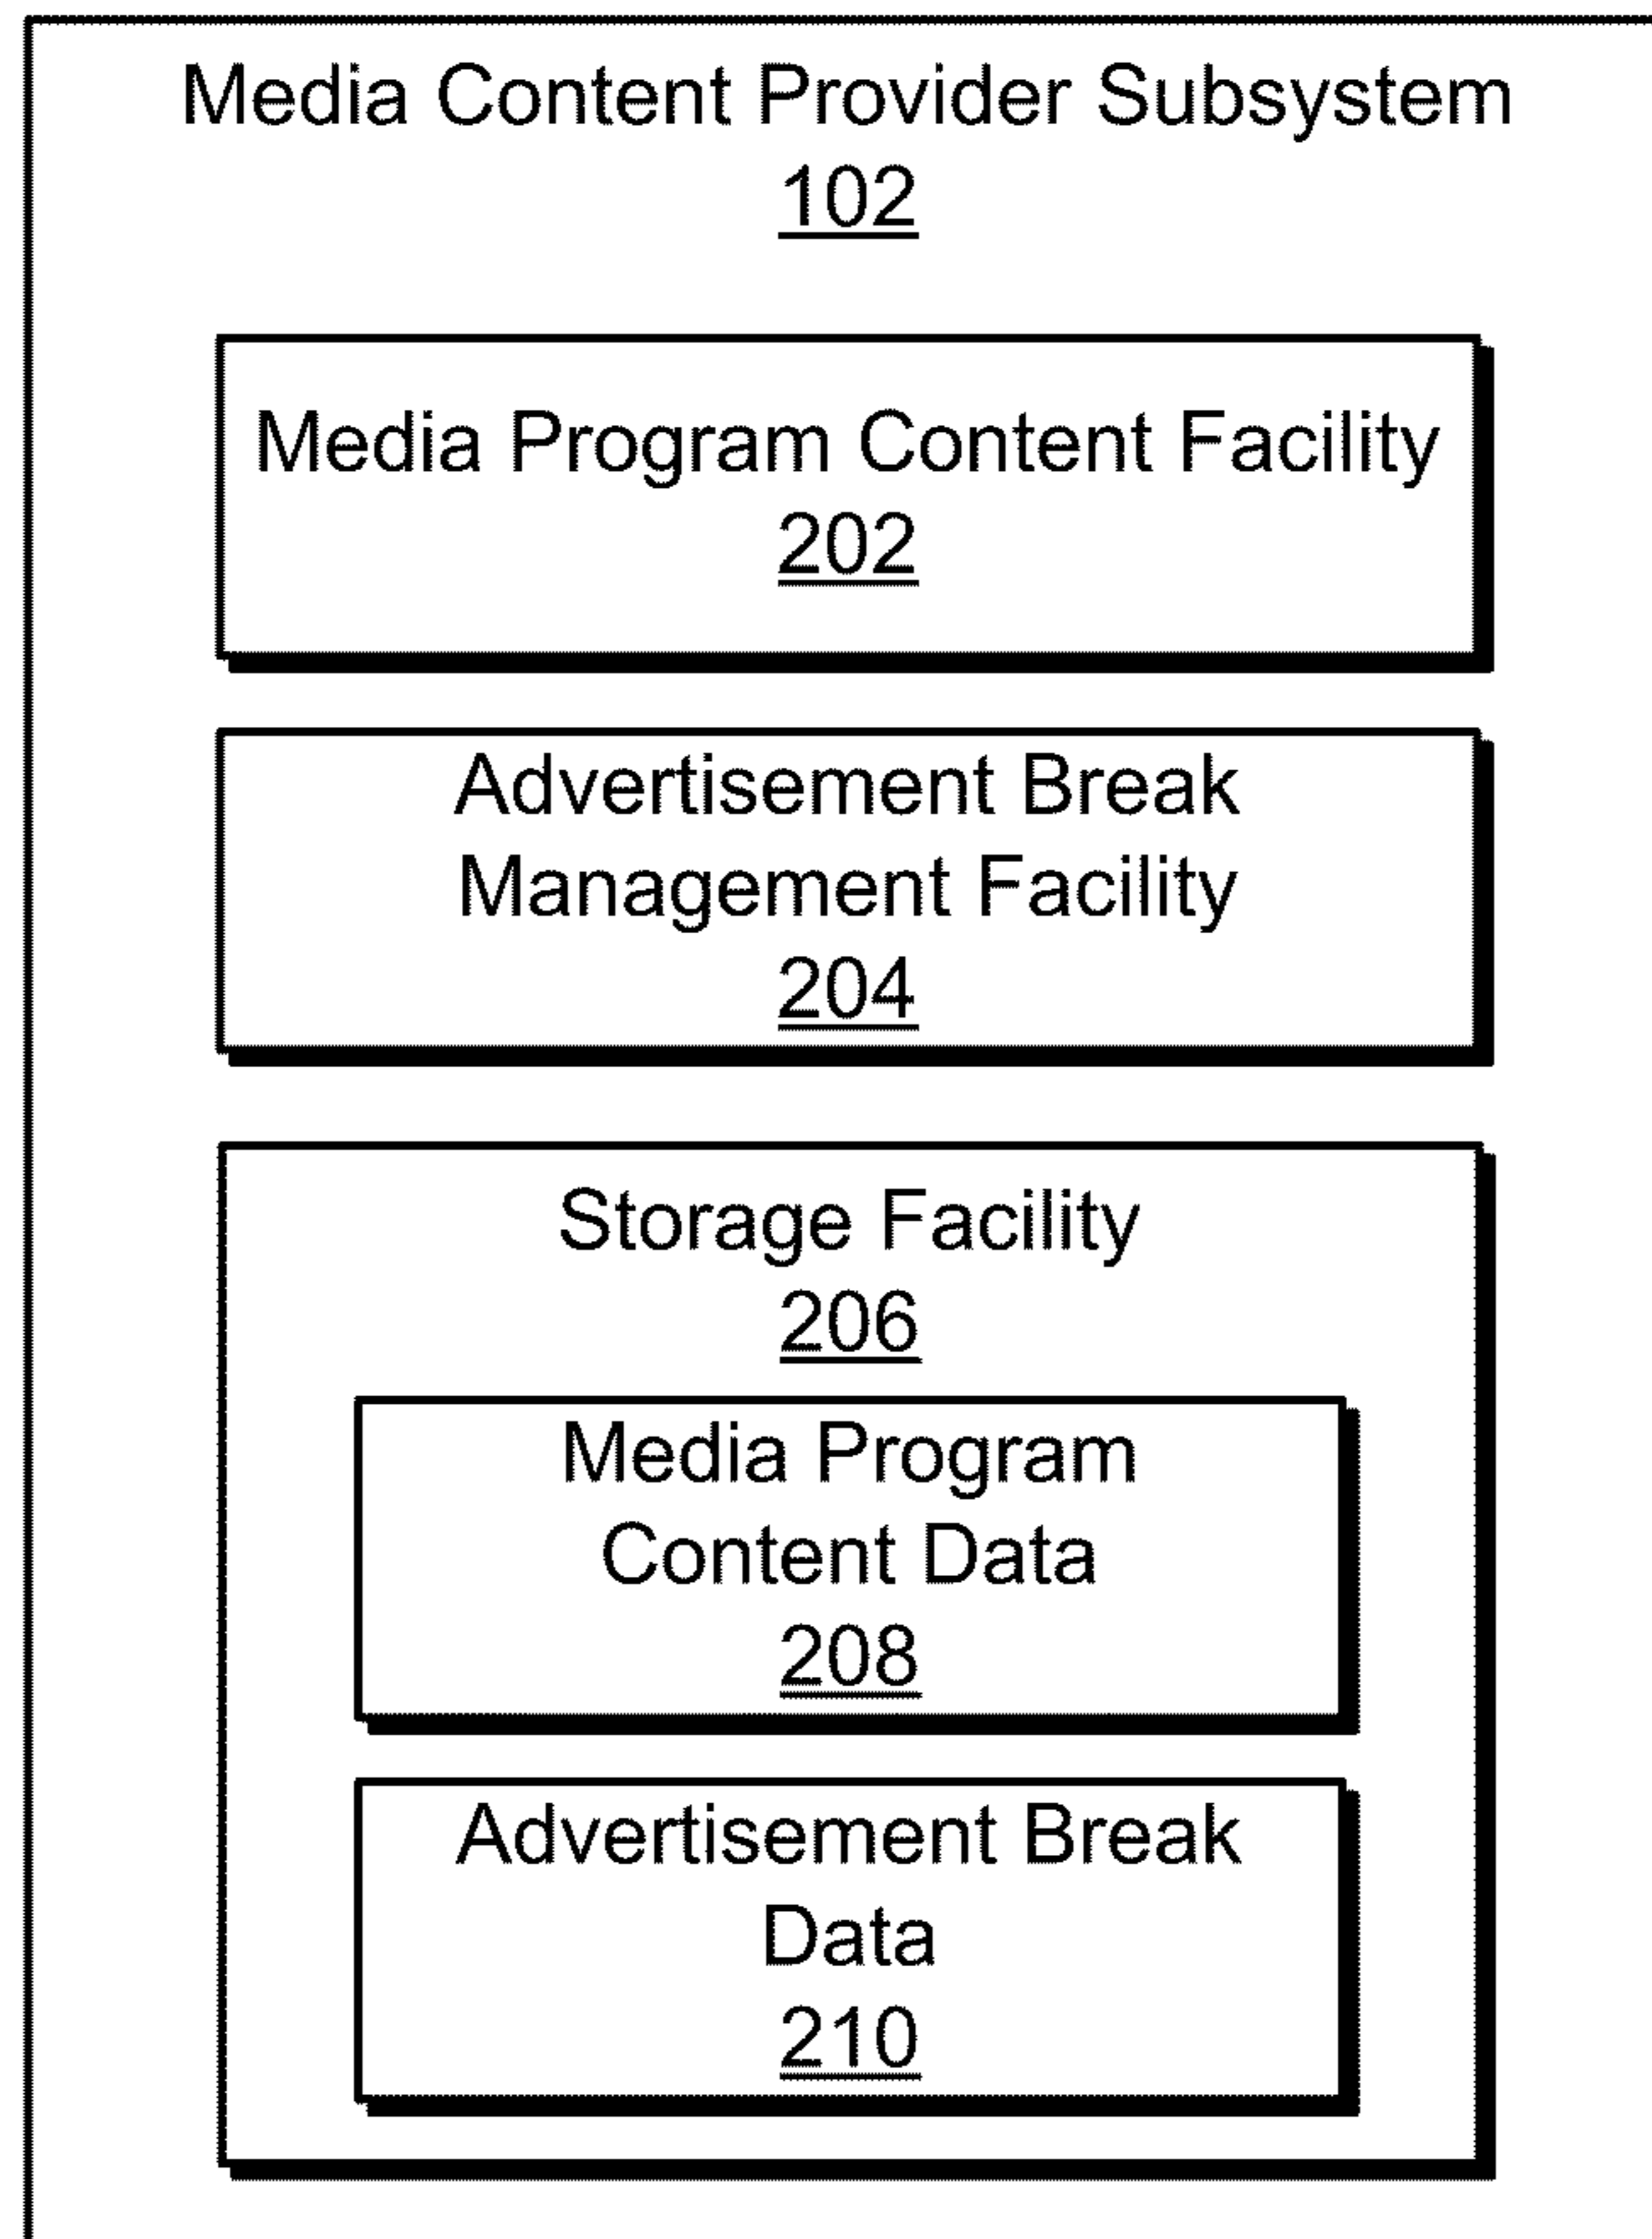 Media Content Provider Subsystem
102
Media Program Content Facility
202
Advertisement Break
Management Facility
204
Storage Facility
206
Media Program
Content Data
208
Advertisement Break
Data
210